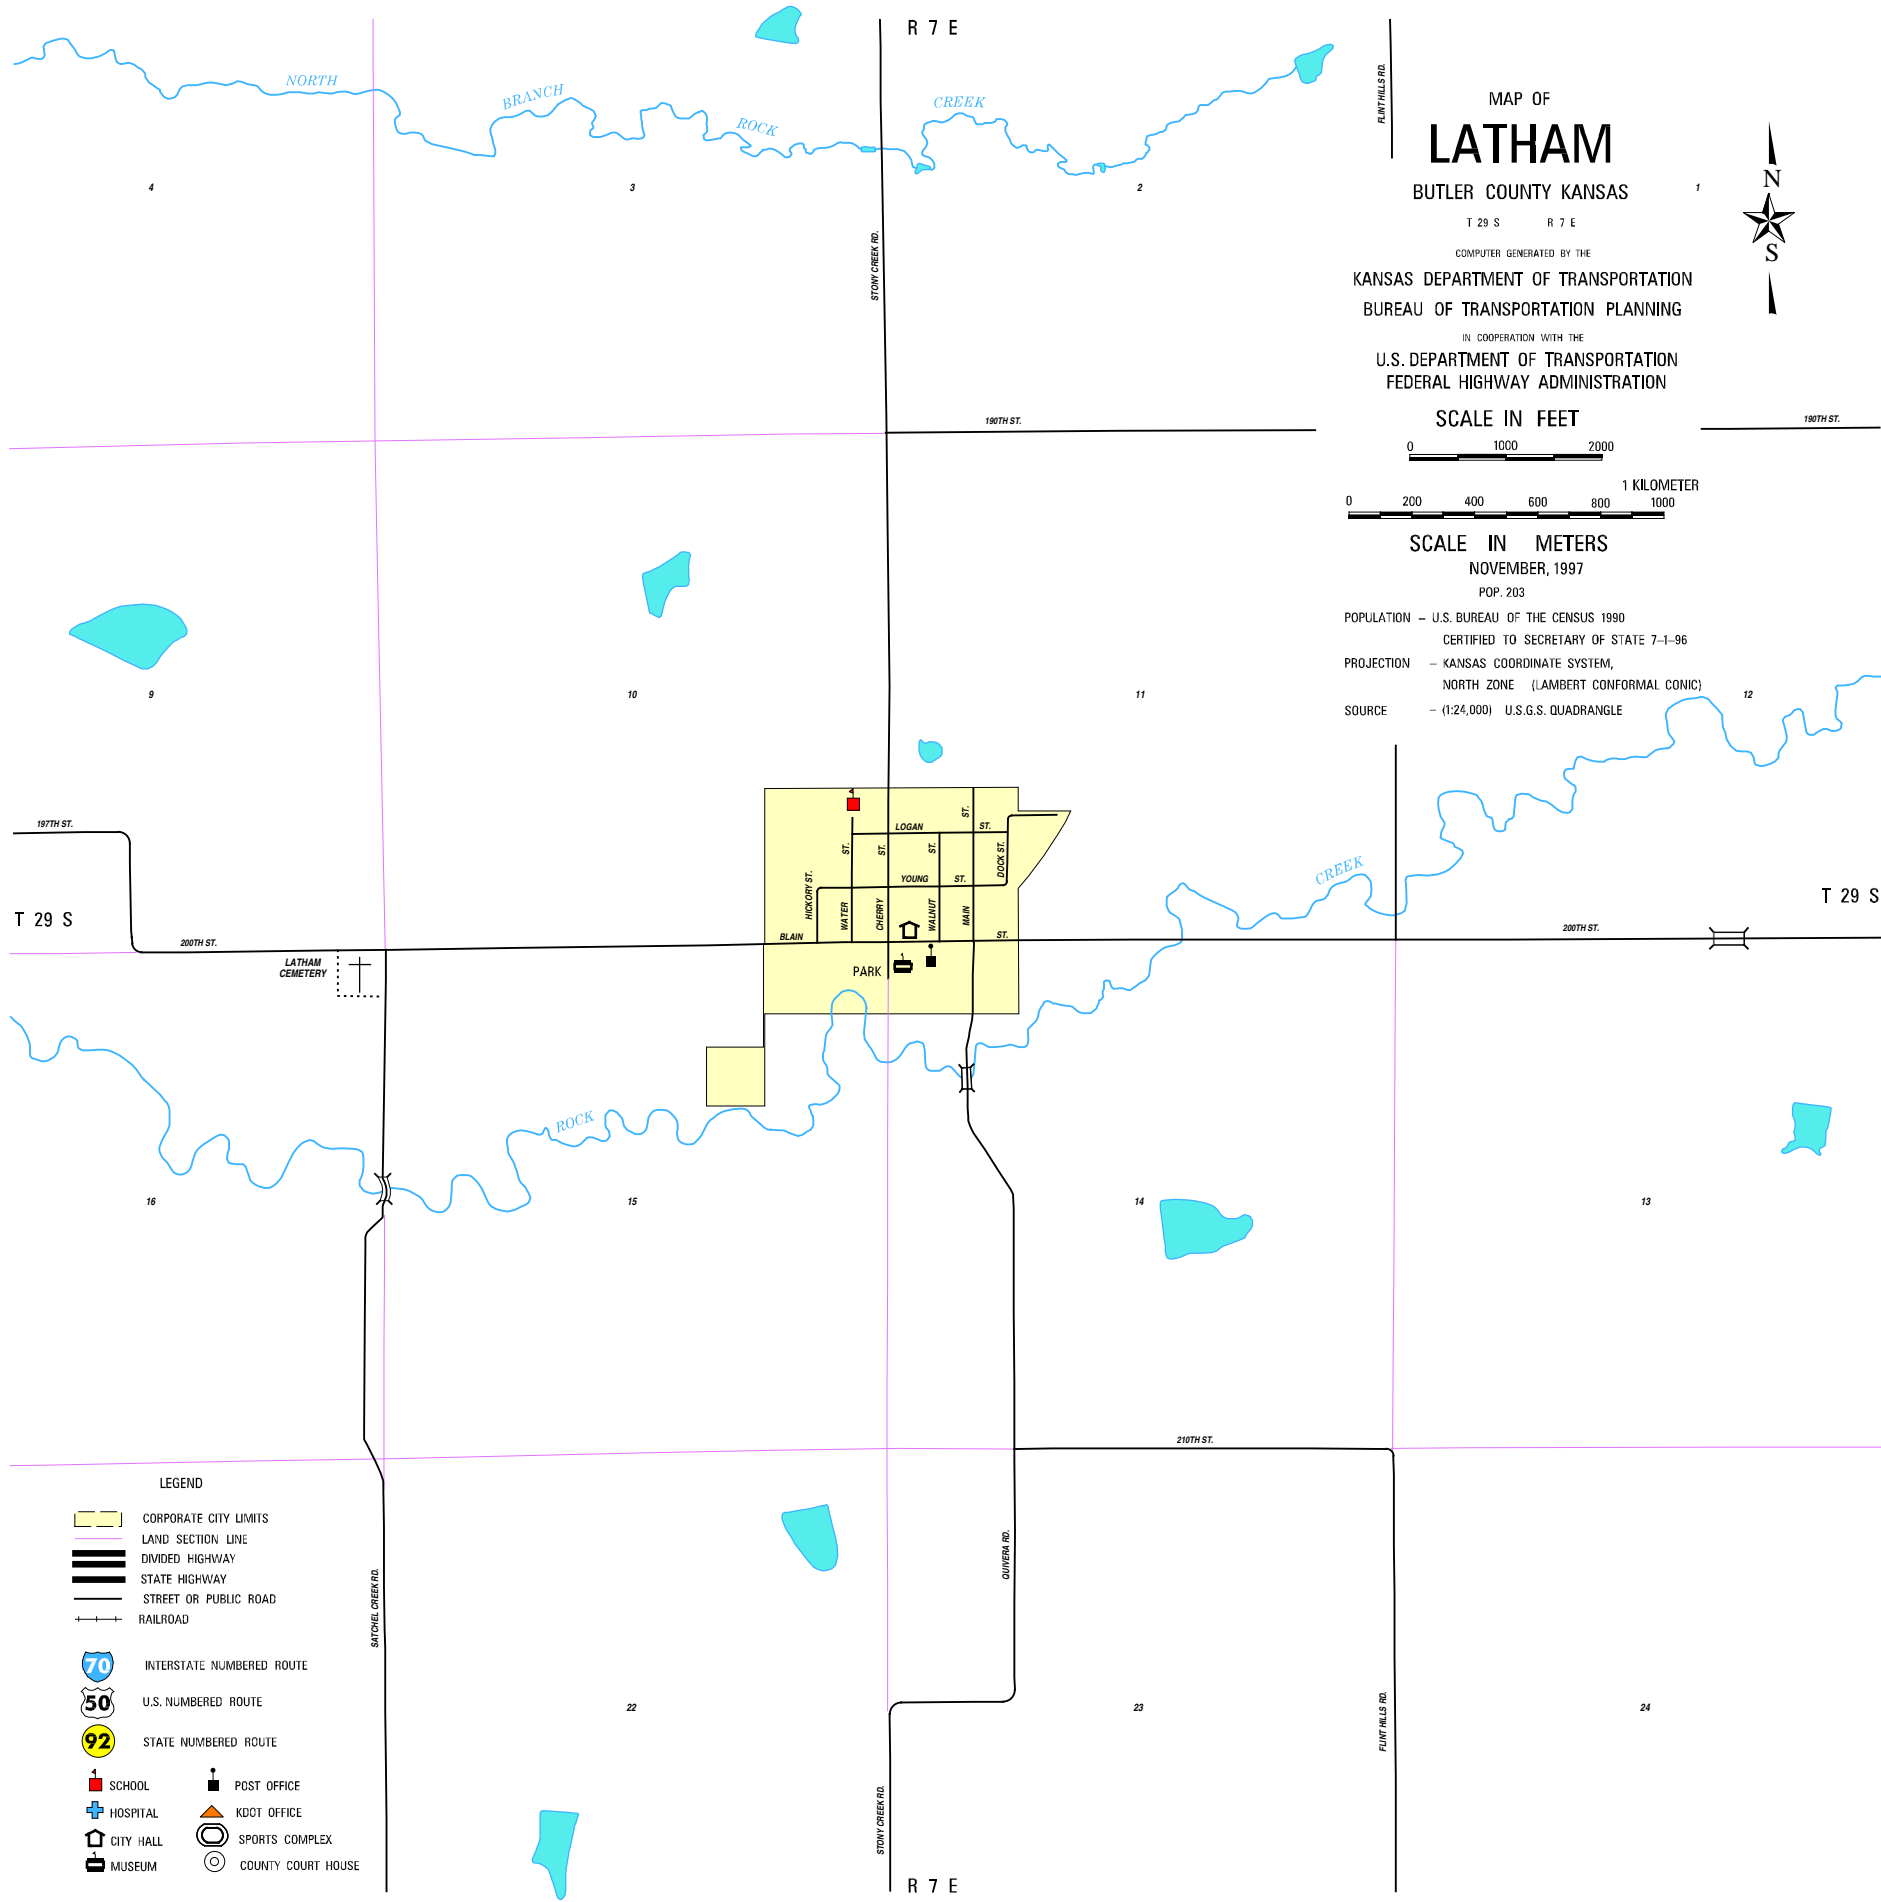 R 7 E
FLINT HILLS RD.
NORTH
BRANCH
ROCK
CREEK
MAP OF
LATHAM
BUTLER COUNTY KANSAS
T 29 S R 7 E
COMPUTER GENERATED BY THE
KANSAS DEPARTMENT OF TRANSPORTATION
BUREAU OF TRANSPORTATION PLANNING
IN COOPERATION WITH THE
U.S. DEPARTMENT OF TRANSPORTATION
FEDERAL HIGHWAY ADMINISTRATION
SCALE IN FEET
0 1000 2000
1 KILOMETER
0 200 400 600 800 1000
SCALE IN METERS
NOVEMBER, 1997
POP. 203
POPULATION – U.S. BUREAU OF THE CENSUS 1990
CERTIFIED TO SECRETARY OF STATE 7–1–96
PROJECTION – KANSAS COORDINATE SYSTEM,
NORTH ZONE (LAMBERT CONFORMAL CONIC)
SOURCE – (1:24,000) U.S.G.S. QUADRANGLE
N
S
4
3
2
1
STONY CREEK RD.
190TH ST.
190TH ST.
9
10
11
12
197TH ST.
T 29 S
200TH ST.
LATHAM
CEMETERY
LOGAN ST.
YOUNG ST.
BLAIN ST.
HICKORY ST.
WATER ST.
CHERRY ST.
WALNUT ST.
MAIN ST.
DOCK ST.
PARK
CREEK
T 29 S
200TH ST.
ROCK
16
15
14
13
210TH ST.
QUIVERA RD.
SATCHEL CREEK RD.
FLINT HILLS RD.
STONY CREEK RD.
22
23
24
R 7 E
LEGEND
CORPORATE CITY LIMITS
LAND SECTION LINE
DIVIDED HIGHWAY
STATE HIGHWAY
STREET OR PUBLIC ROAD
RAILROAD
70 INTERSTATE NUMBERED ROUTE
50 U.S. NUMBERED ROUTE
92 STATE NUMBERED ROUTE
SCHOOL
POST OFFICE
HOSPITAL
KDOT OFFICE
CITY HALL
SPORTS COMPLEX
MUSEUM
COUNTY COURT HOUSE